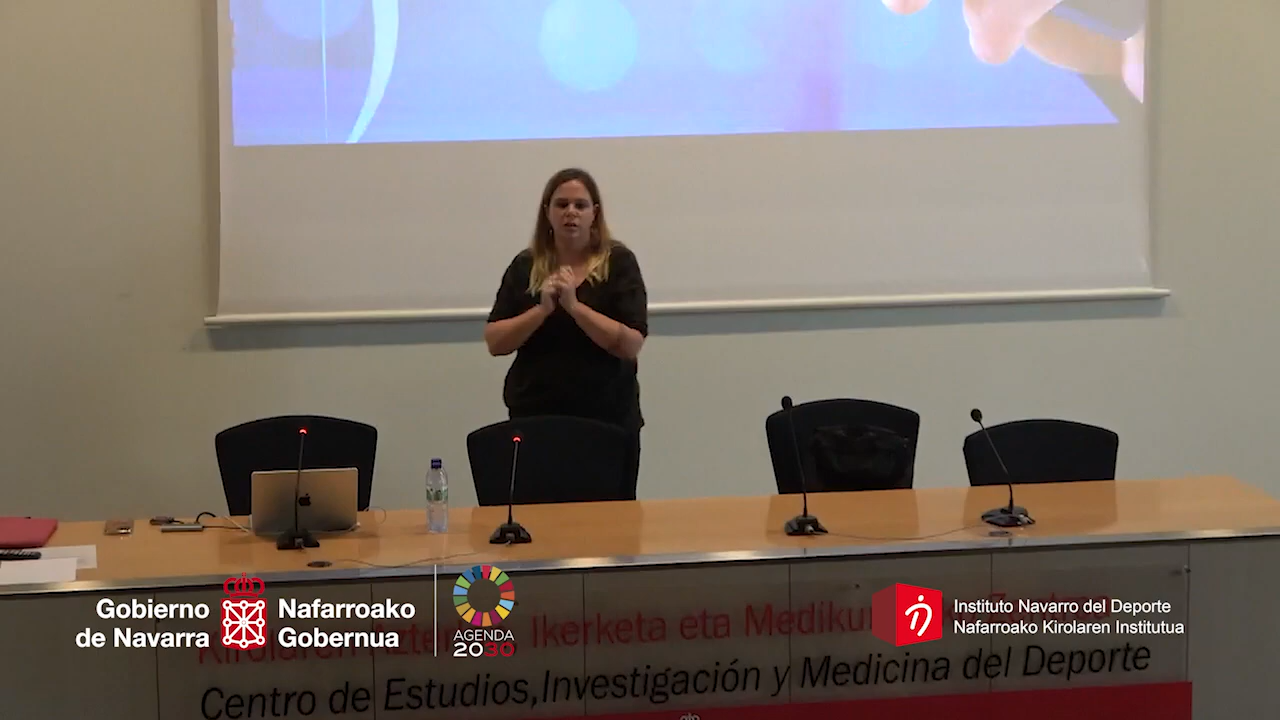 Gobierno
de Navarra
Nafarroako
Gobernua
AGENDA
2030
Instituto Navarro del Deporte
Nafarroako Kirolaren Institutua
Kirolaren Ikerketa eta
Centro de Estudios,Investigación y Medicina del Deporte